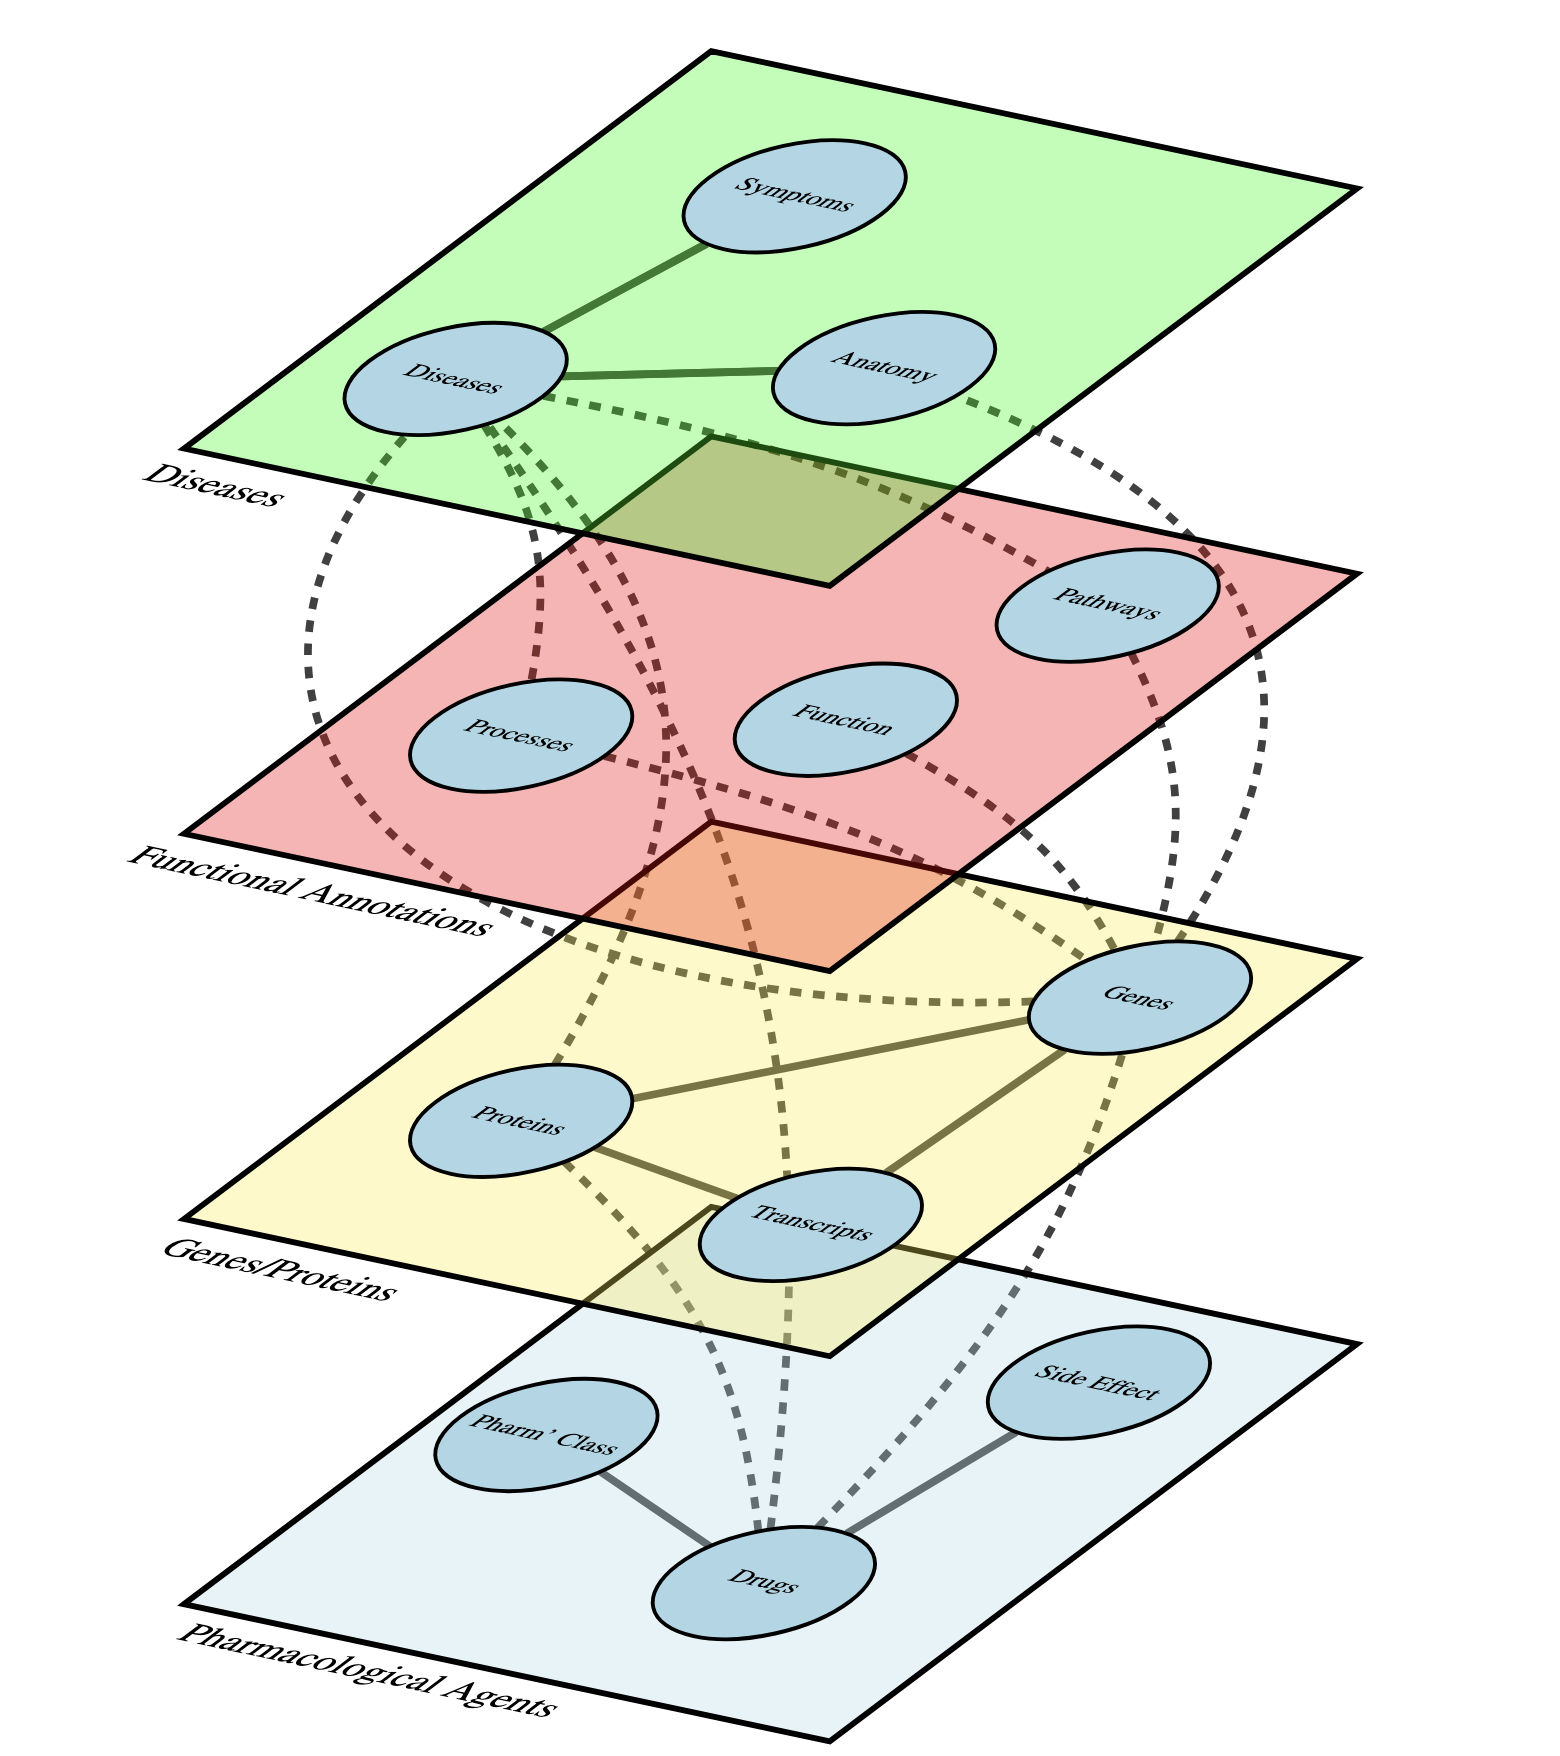 Symptoms
Anatomy
Diseases
Diseases
Pathways
Function
Processes
Functional Annotations
Genes
Proteins
Transcripts
Genes/Proteins
Side Effect
Pharm' Class
Drugs
Pharmacological Agents